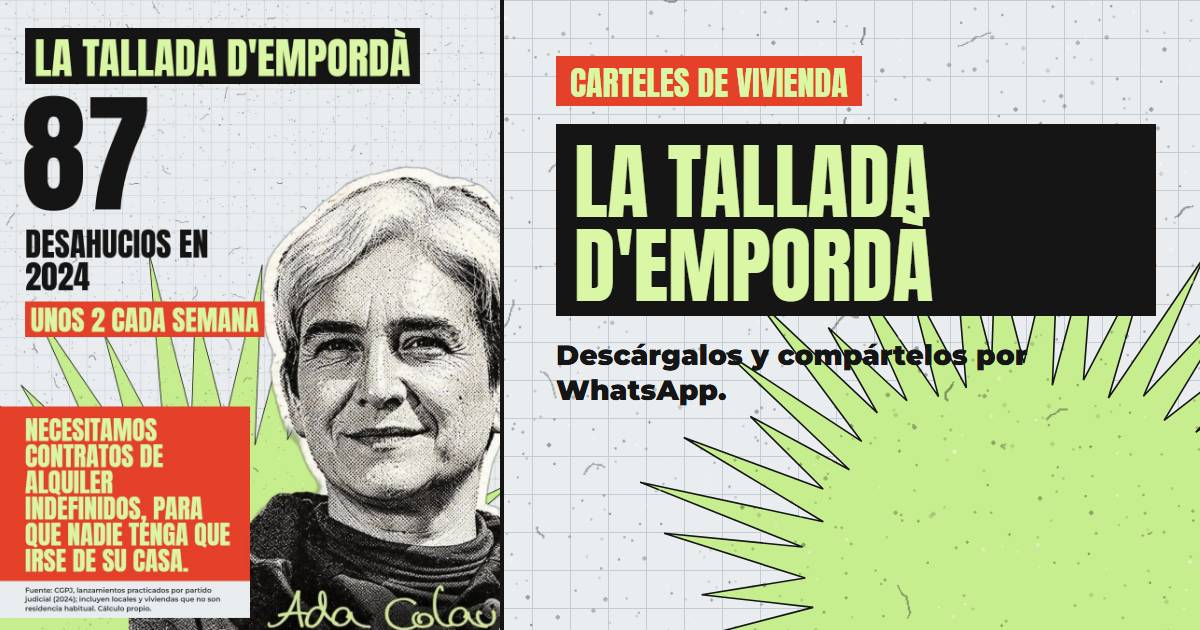 LA TALLADA D'EMPORDÀ
87
DESAHUCIOS EN
2024
UNOS 2 CADA SEMANA
NECESITAMOS
CONTRATOS DE
ALQUILER
INDEFINIDOS, PARA
QUE NADIE TENGA QUE
IRSE DE SU CASA.
Fuente: CGPJ, lanzamientos practicados por partido
judicial (2024); incluyen locales y viviendas que no son
residencia habitual. Cálculo propio.
Ada Colau
CARTELES DE VIVIENDA
LA TALLADA
D'EMPORDÀ
Descárgalos y compártelos por
WhatsApp.